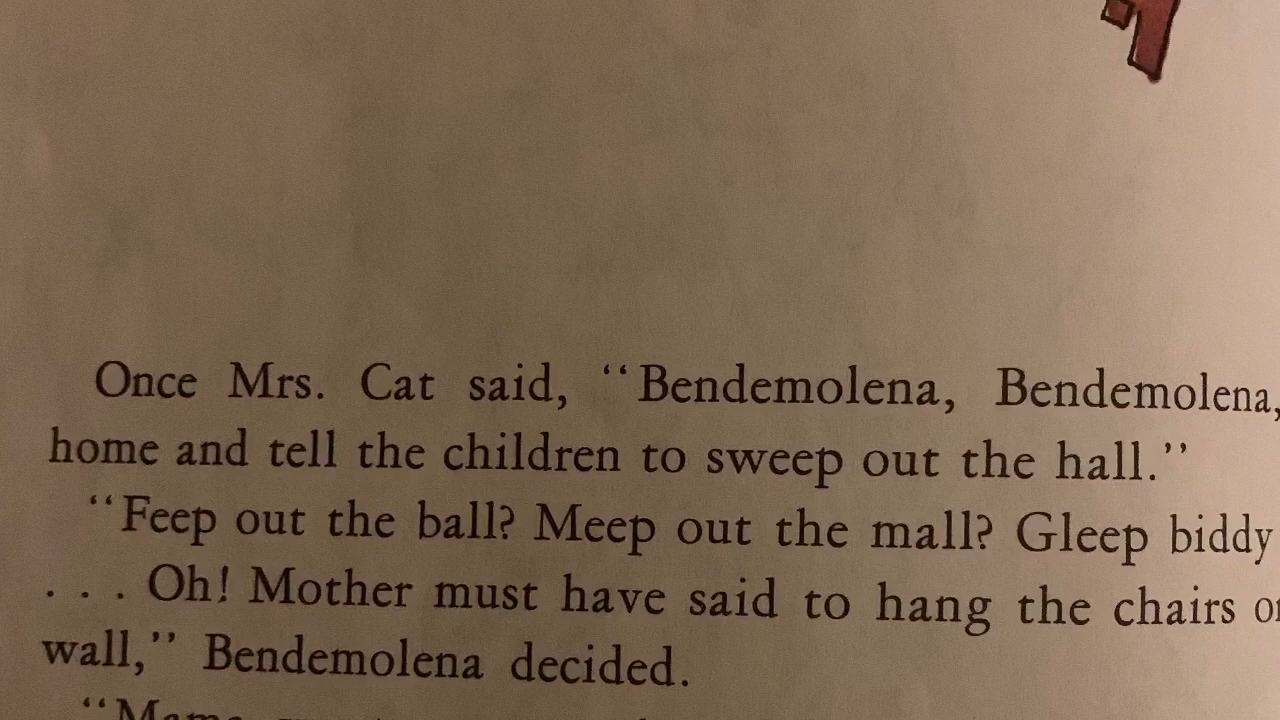 Once Mrs. Cat said, ‘‘Bendemolena, Bendemolena,
home and tell the children to sweep out the hall.’’
‘‘Feep out the ball? Meep out the mall? Gleep biddy
. . . Oh! Mother must have said to hang the chairs
wall,’’ Bendemolena decided.